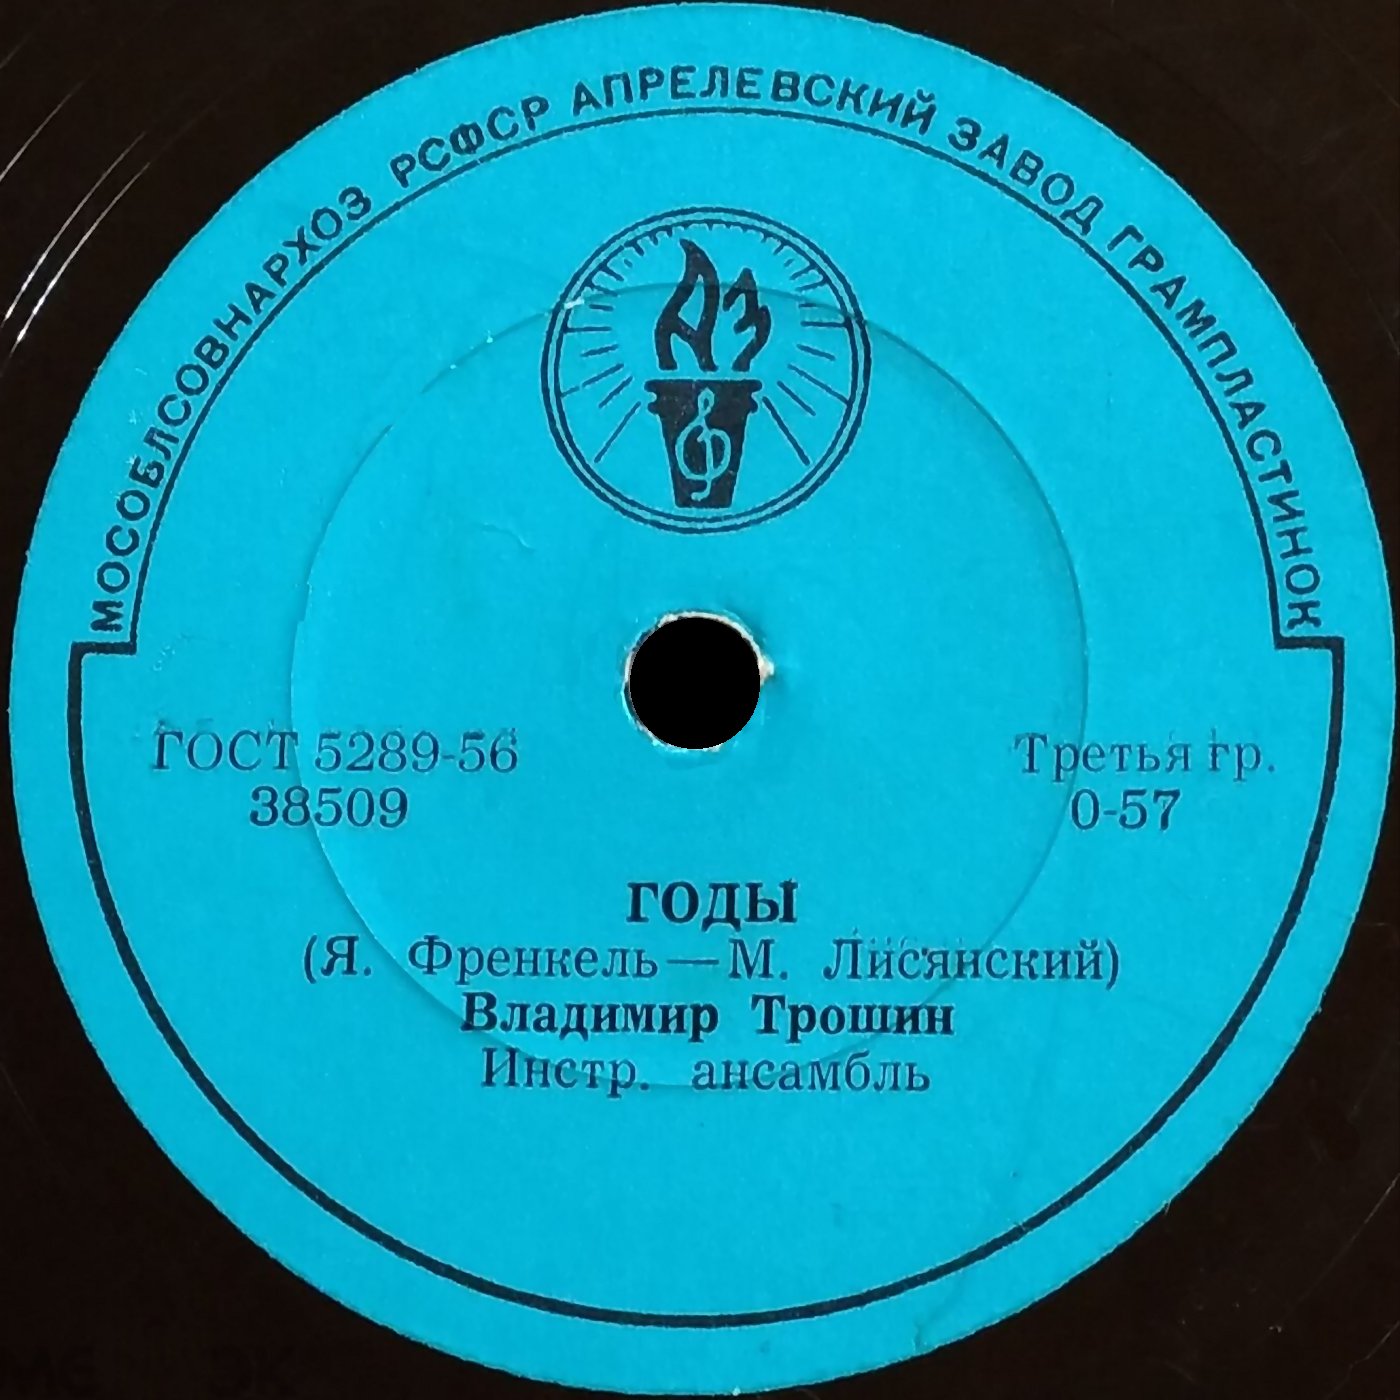 МОСОБЛСОВНАРХОЗ РСФСР АПРЕЛЕВСКИЙ ЗАВОД ГРАМПЛАСТИНОК
АЗ
ГОСТ 5289-56
38509
Третья гр.
0-57
ГОДЫ
(Я. Френкель — М. Лисянский)
Владимир Трошин
Инстр. ансамбль